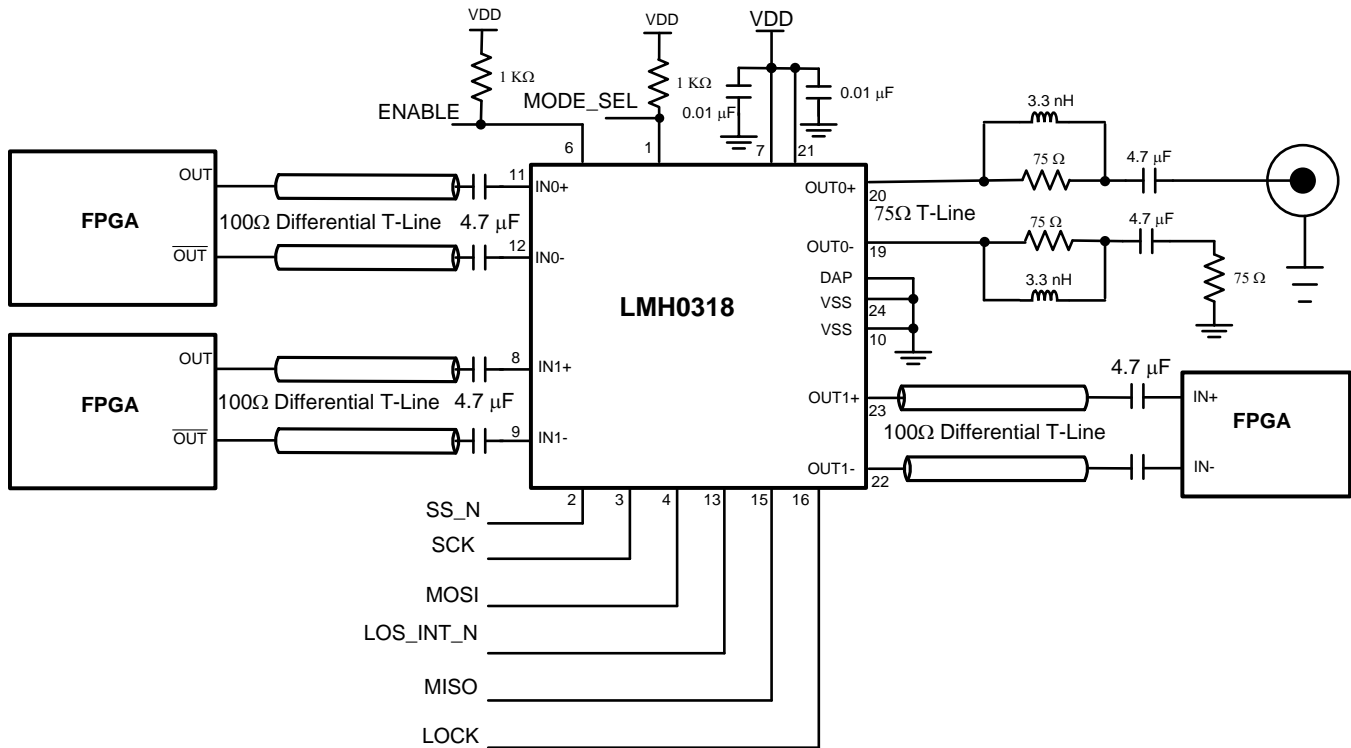 VDD
VDD
VDD
1 KΩ
1 KΩ
0.01 µF
0.01 µF
ENABLE
MODE_SEL
6
1
7
21
3.3 nH
75 Ω
4.7 µF
OUT
FPGA
OUT
11
IN0+
100Ω Differential T-Line
4.7 µF
12
IN0-
OUT0+
20
75Ω T-Line
OUT0-
19
75 Ω
4.7 µF
3.3 nH
75 Ω
DAP
VSS
24
VSS
10
LMH0318
OUT
FPGA
OUT
8
IN1+
100Ω Differential T-Line
4.7 µF
9
IN1-
OUT1+
23
100Ω Differential T-Line
OUT1-
22
4.7 µF
IN+
FPGA
IN-
2
3
4
13
15
16
SS_N
SCK
MOSI
LOS_INT_N
MISO
LOCK